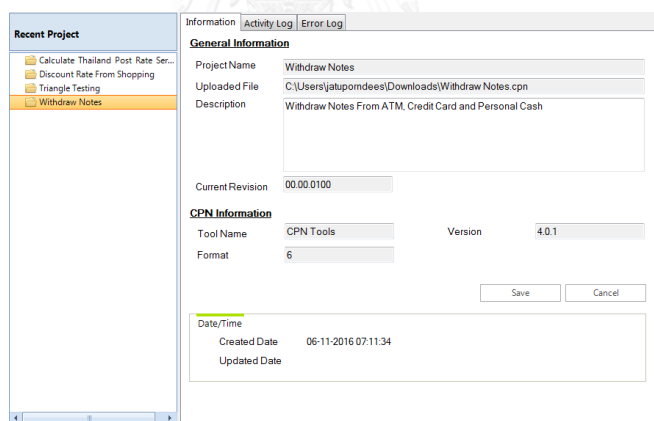 Recent Project
Calculate Thailand Post Rate Ser...
Discount Rate From Shopping
Triangle Testing
Withdraw Notes
Information Activity Log Error Log
General Information
Project Name Withdraw Notes
Uploaded File C:\Users\jatuporndees\Downloads\Withdraw Notes.cpn
Description Withdraw Notes From ATM, Credit Card and Personal Cash
Current Revision 00.00.0100
CPN Information
Tool Name CPN Tools Version 4.0.1
Format 6
Save Cancel
Date/Time
Created Date 06-11-2016 07:11:34
Updated Date